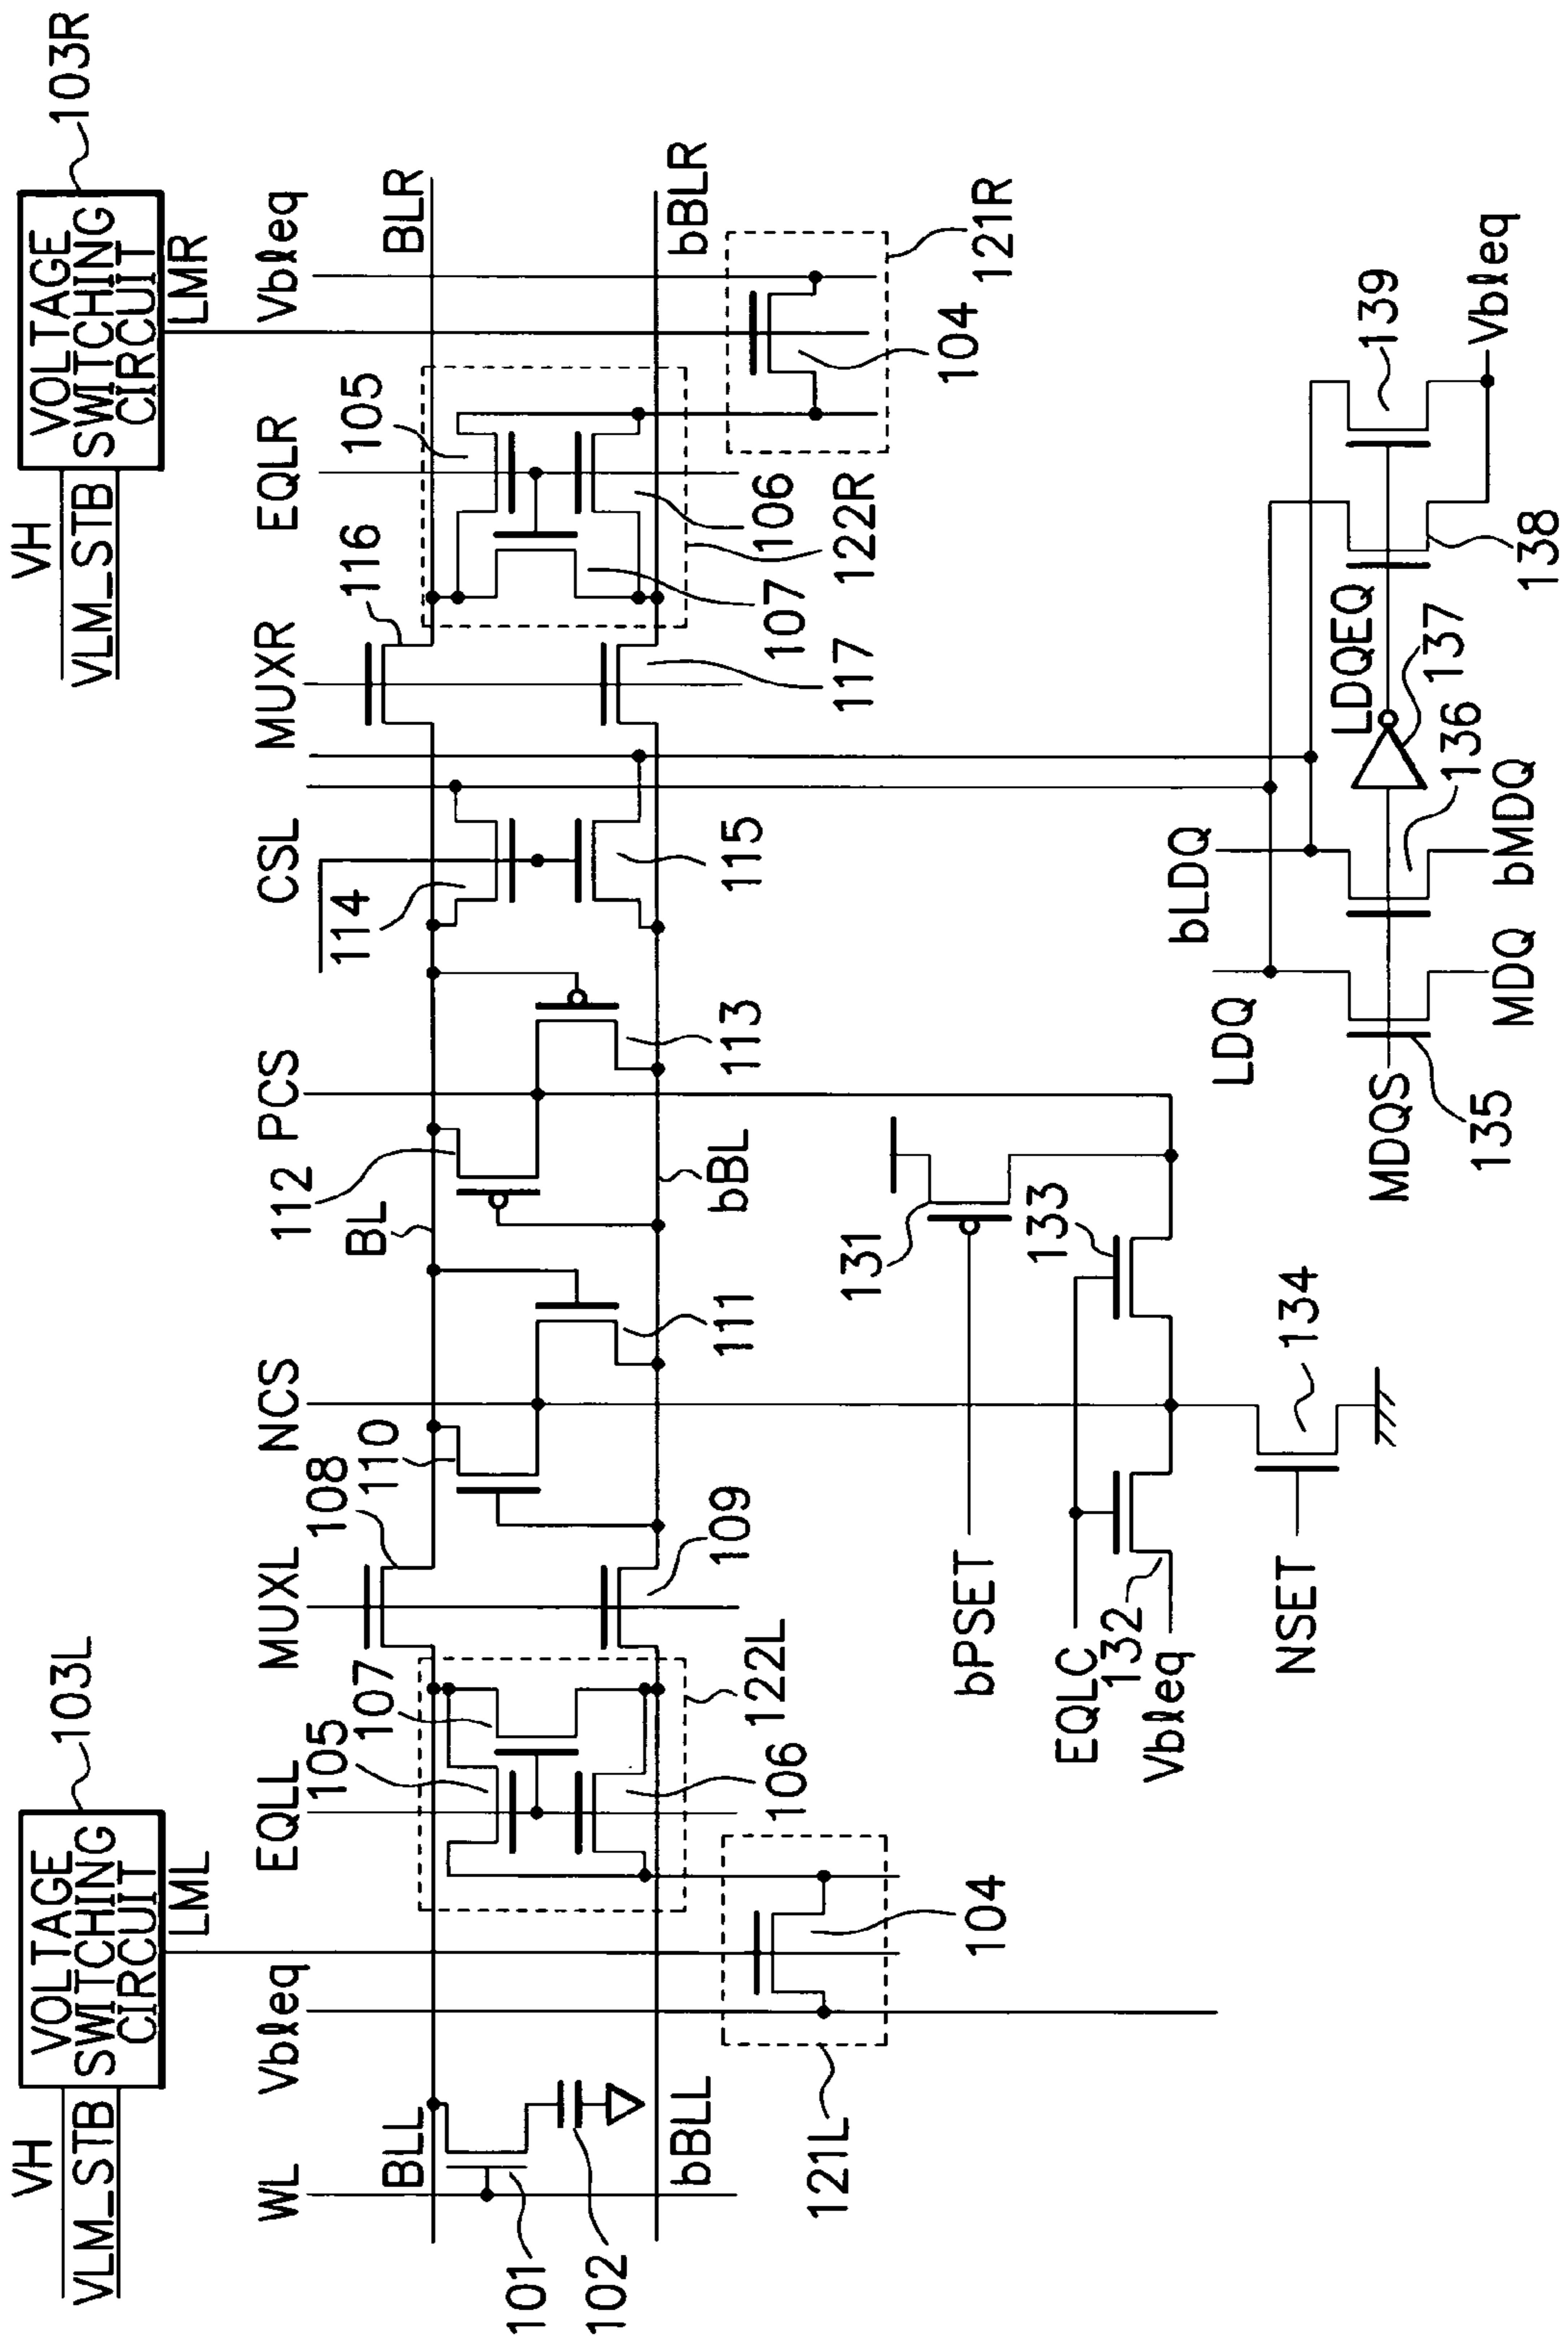 VH
VLM_STB
VOLTAGE
SWITCHING
CIRCUIT
103L
LML
VH
VLM_STB
VOLTAGE
SWITCHING
CIRCUIT
103R
LMR
WL
Vbleq
EQLL
MUXL
NCS
PCS
CSL
MUXR
EQLR
Vbleq
105
107
108
110
112
BL
114
116
105
BLL
BLR
101
102
bBLL
106
122L
109
111
bBL
113
115
117
107
106
122R
bBLR
121L
104
104
121R
131
bPSET
133
EQLC
132
Vbleq
134
NSET
LDQ
bLDQ
LDQEQ
139
MDQS
135
MDQ
136
bMDQ
137
138
Vbleq